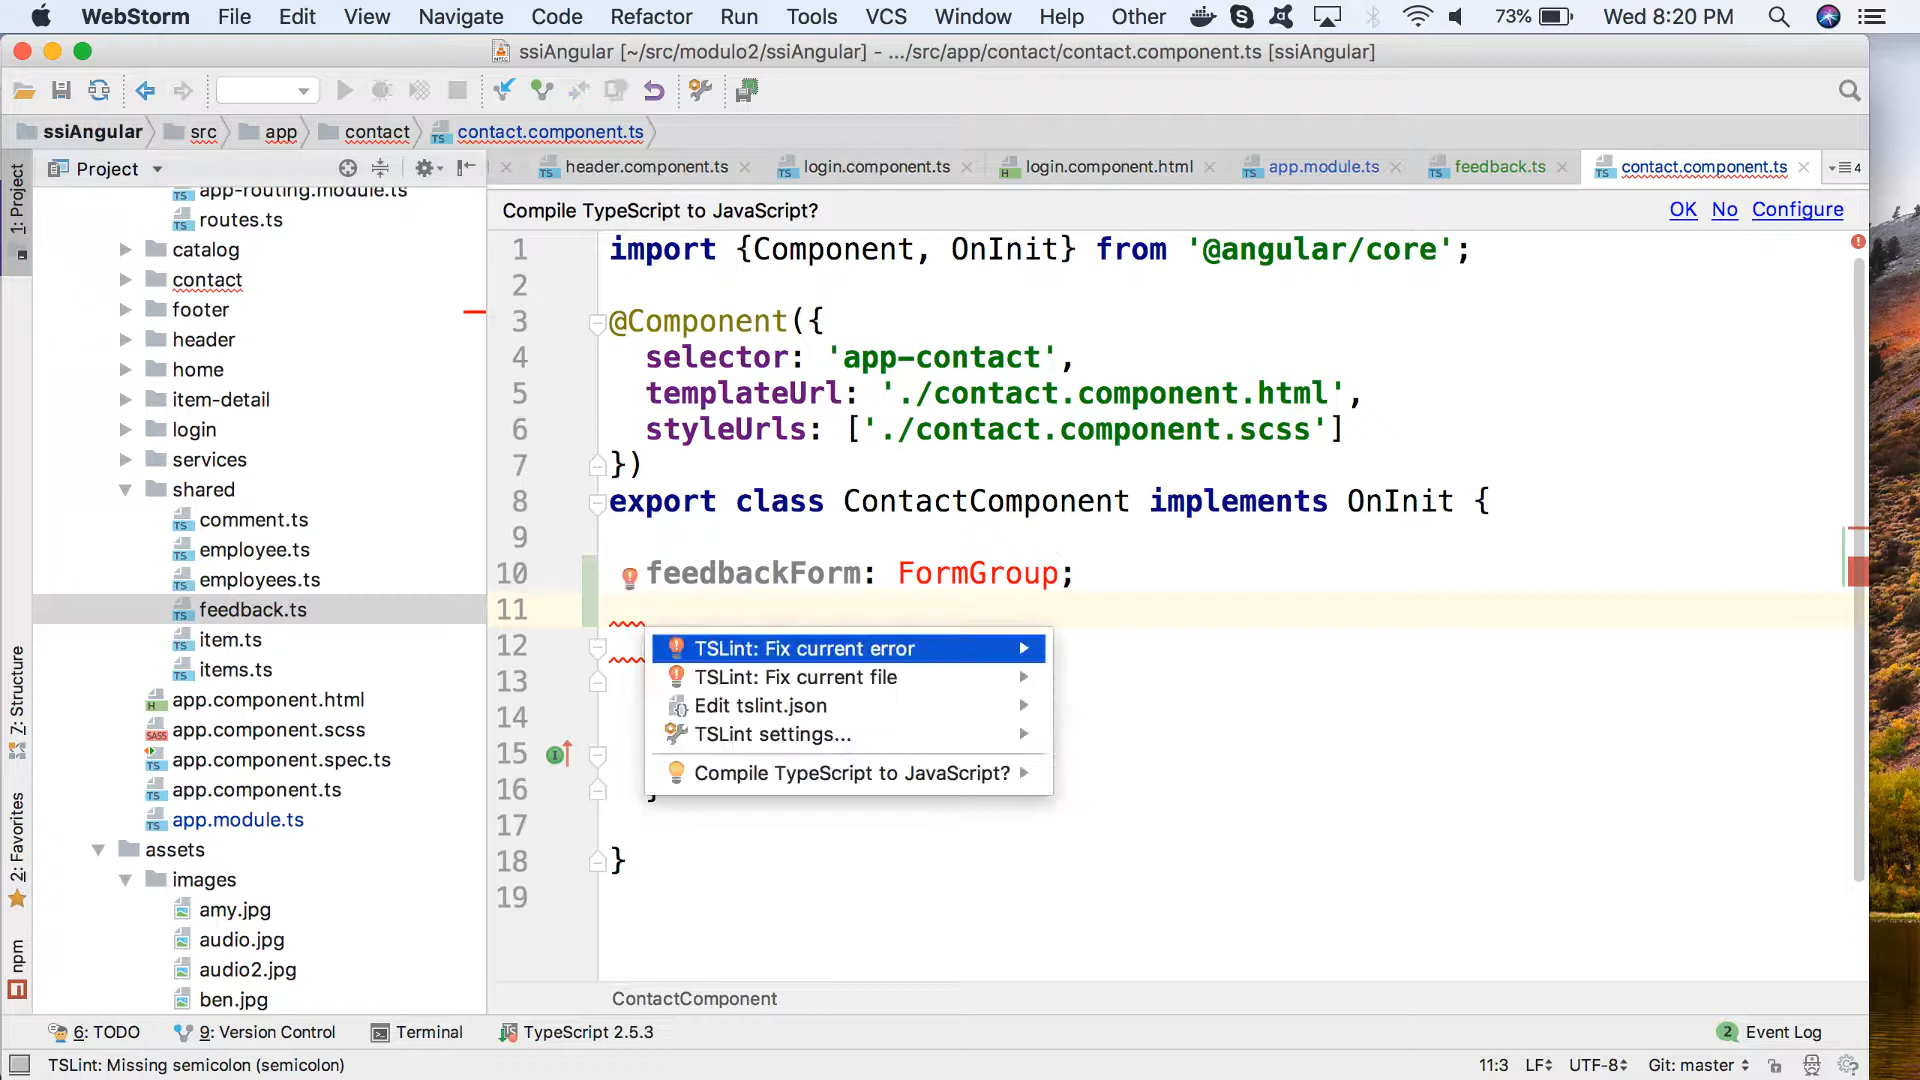 WebStorm File Edit View Navigate Code Refactor Run Tools VCS Window Help Other 73% Wed 8:20 PM
ssiAngular [~/src/modulo2/ssiAngular] - .../src/app/contact/contact.component.ts [ssiAngular]
ssiAngular src app contact contact.component.ts
Project header.component.ts login.component.ts login.component.html app.module.ts feedback.ts contact.component.ts 4
1: Project
Compile TypeScript to JavaScript? OK No Configure
app-routing.module.ts
routes.ts
catalog
contact
footer
header
home
item-detail
login
services
shared
comment.ts
employee.ts
employees.ts
feedback.ts
item.ts
items.ts
app.component.html
app.component.scss
app.component.spec.ts
app.component.ts
app.module.ts
assets
images
amy.jpg
audio.jpg
audio2.jpg
ben.jpg
7: Structure
2: Favorites
npm
1 import {Component, OnInit} from '@angular/core';
2
3 @Component({
4 selector: 'app-contact',
5 templateUrl: './contact.component.html',
6 styleUrls: ['./contact.component.scss']
7 })
8 export class ContactComponent implements OnInit {
9
10 feedbackForm: FormGroup;
11
12
13
14
15
16 }
17
18 }
19
TSLint: Fix current error
TSLint: Fix current file
Edit tslint.json
TSLint settings...
Compile TypeScript to JavaScript?
ContactComponent
6: TODO 9: Version Control Terminal TypeScript 2.5.3 2 Event Log
TSLint: Missing semicolon (semicolon) 11:3 LF UTF-8 Git: master